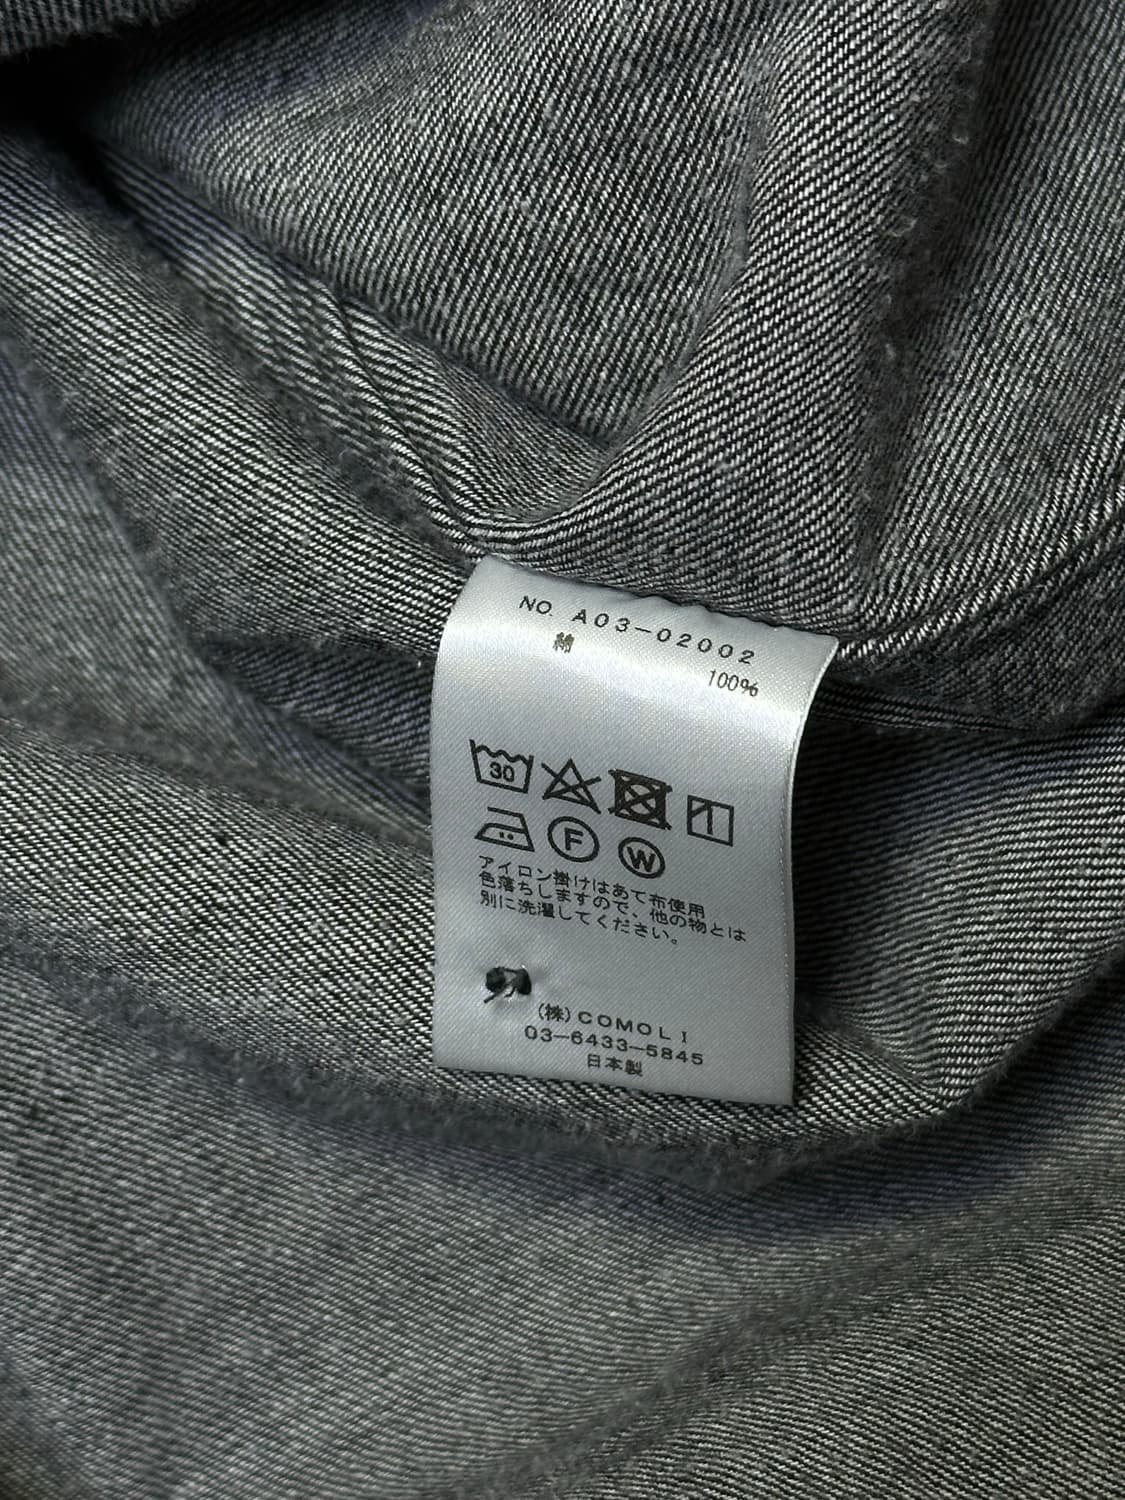 NO. A03-02002
綿 100%
30
F W
アイロン掛けはあて布使用
色落ちしますので、他の物とは
別に洗濯してください。
(株)COMOLI
03-6433-5845
日本製